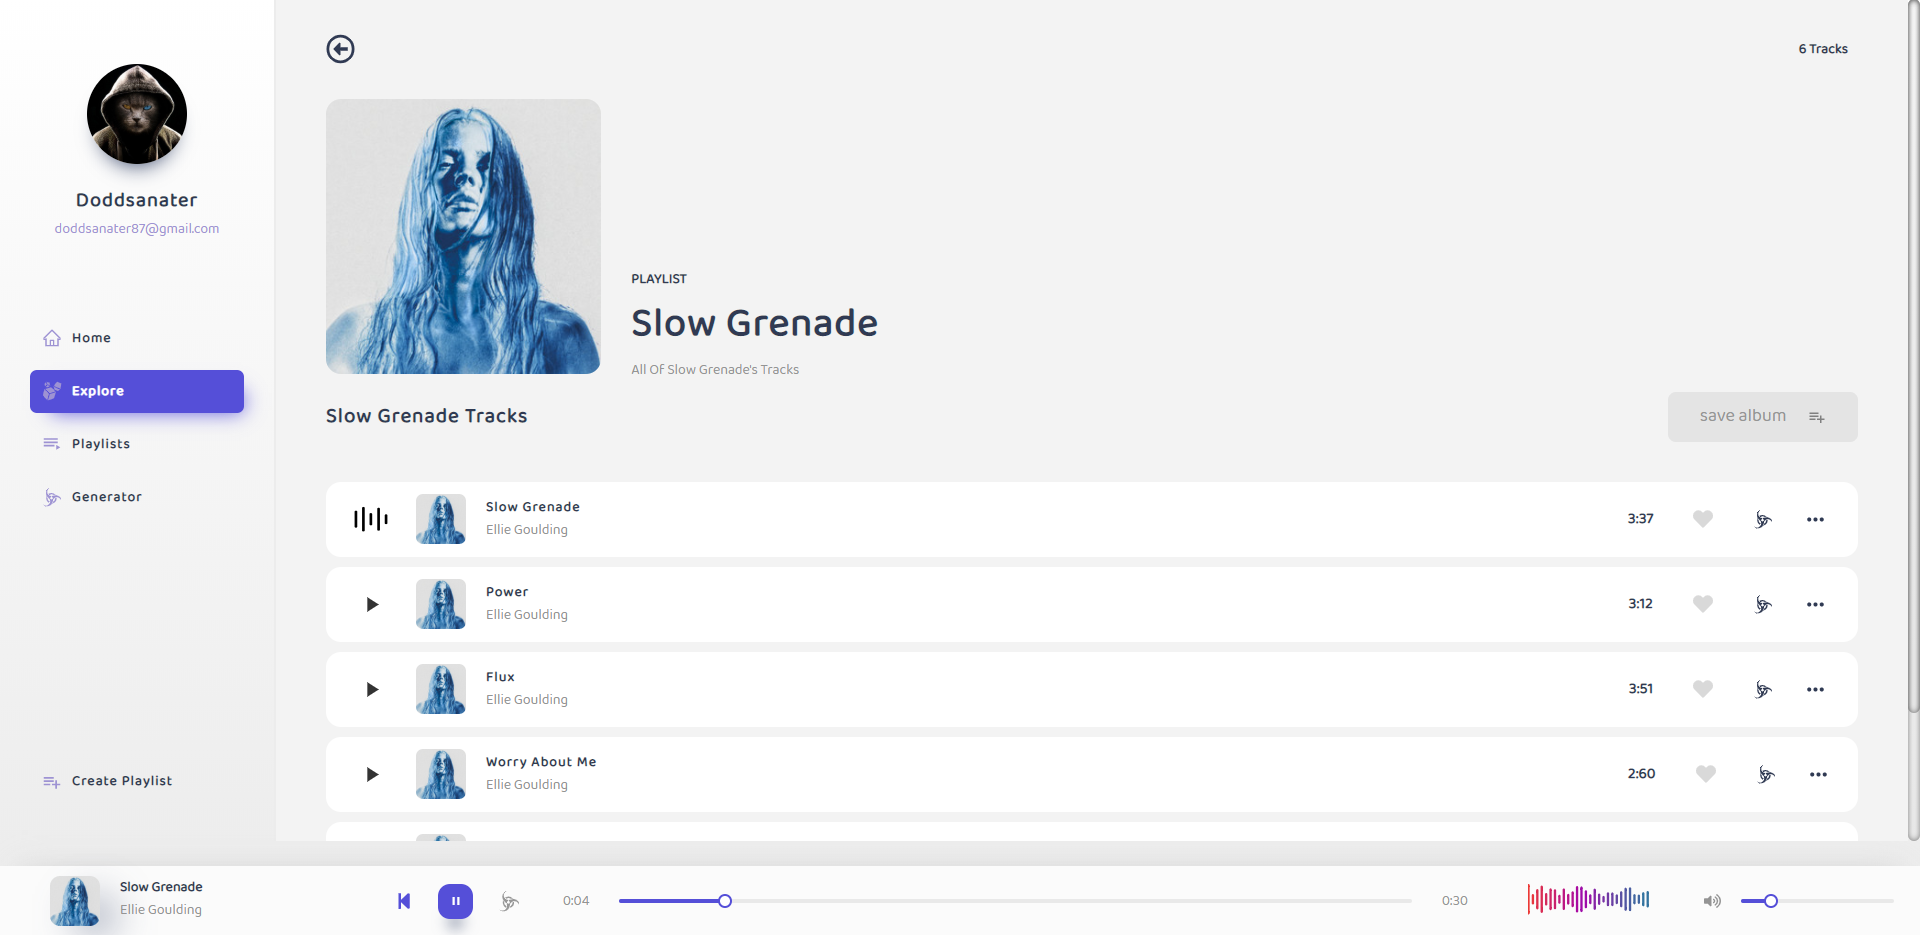 6 Tracks
Doddsanater
doddsanater87@gmail.com
Home
Explore
Playlists
Generator
Create Playlist
PLAYLIST
Slow Grenade
All Of Slow Grenade's Tracks
Slow Grenade Tracks
save album
Slow Grenade
Ellie Goulding
3:37
Power
Ellie Goulding
3:12
Flux
Ellie Goulding
3:51
Worry About Me
Ellie Goulding
2:60
Slow Grenade
Ellie Goulding
0:04
0:30